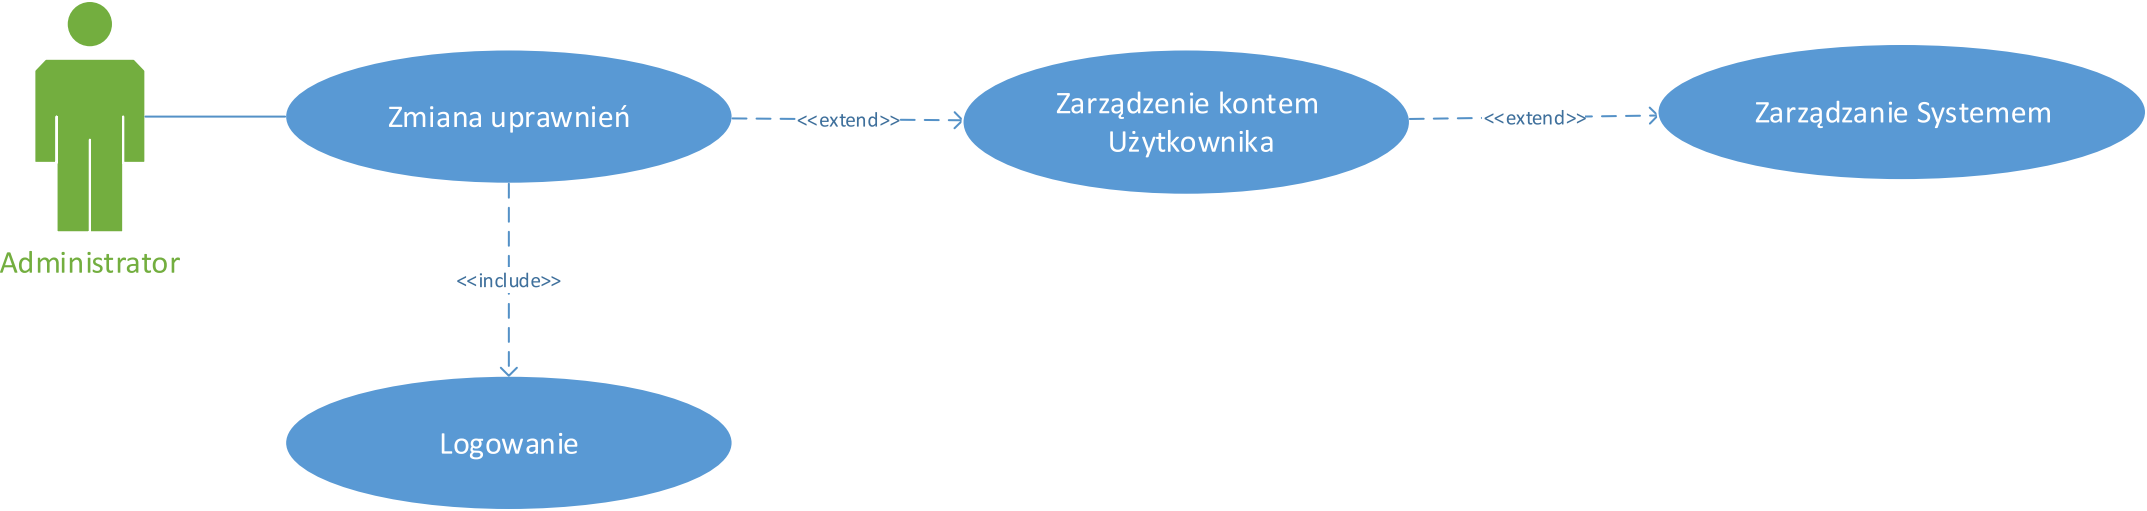 Administrator
Zmiana uprawnień
<<extend>>
Zarządzenie kontem
Użytkownika
<<extend>>
Zarządzanie Systemem
<<include>>
Logowanie